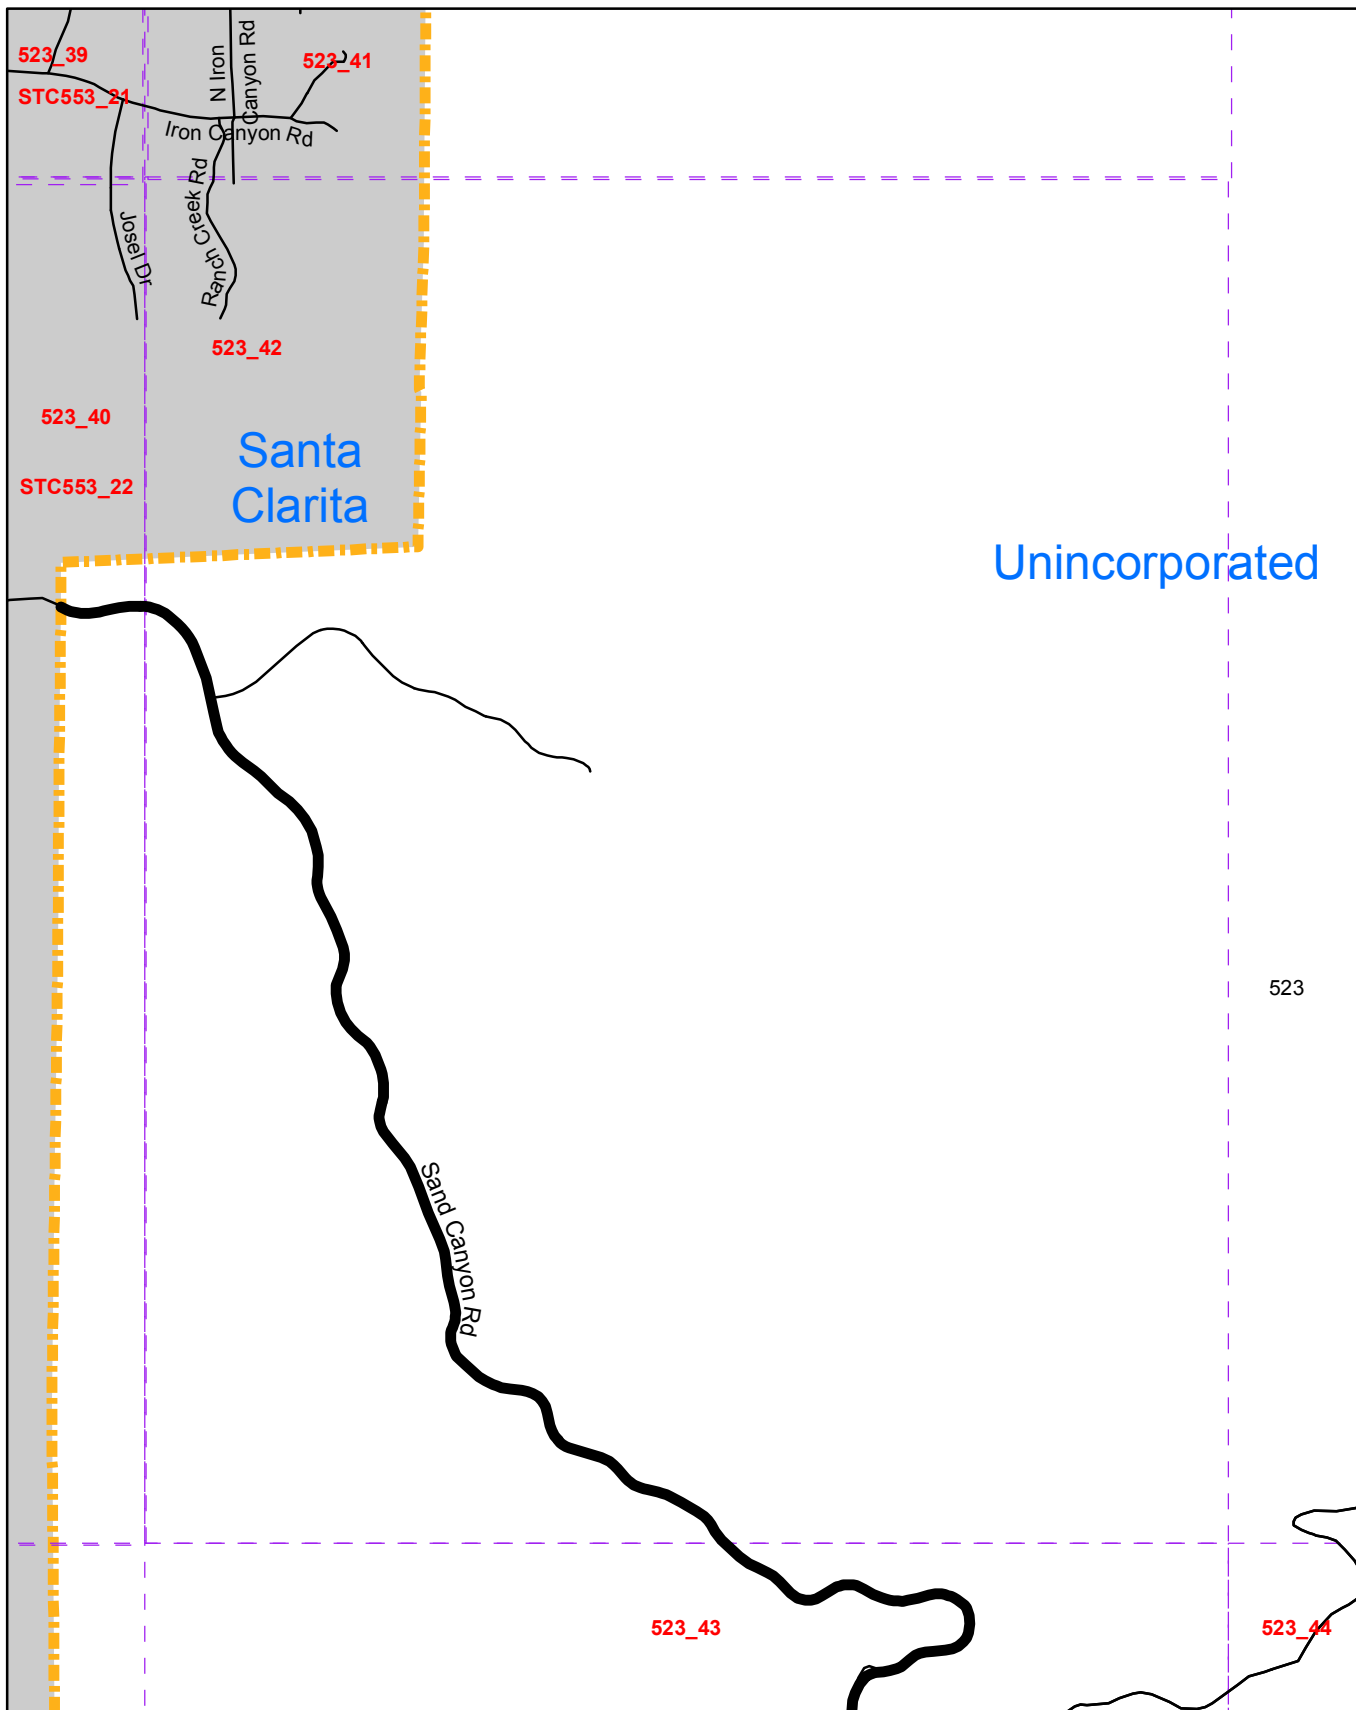 523_39
523_41
STC553_21
N Iron
Canyon Rd
Iron Canyon Rd
Ranch Creek Rd
Josel Dr
523_42
523_40
Santa
Clarita
STC553_22
Unincorporated
523
Sand Canyon Rd
523_43
523_44